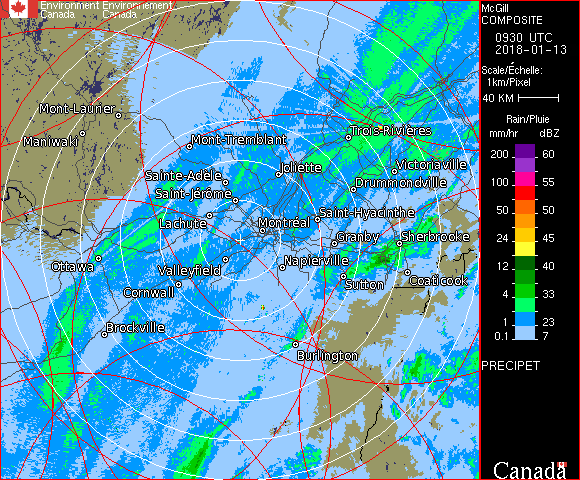 Environment Environnement
Canada Canada
McGill
COMPOSITE
0930 UTC
2018-01-13
Scale/Échelle:
1km/Pixel
40 KM
Rain/Pluie
mm/hr dBZ
200 60
100 55
50 50
24 45
12 40
4 33
1 23
0.1 7
PRECIPET
Canada
Mont-Laurier
Maniwaki
Mont-Tremblant
Trois-Rivières
Joliette
Victoriaville
Sainte-Adèle
Drummondville
Saint-Jérôme
Saint-Hyacinthe
Lachute
Montréal
Granby
Sherbrooke
Ottawa
Valleyfield
Napierville
Cornwall
Sutton
Coaticook
Brockville
Burlington